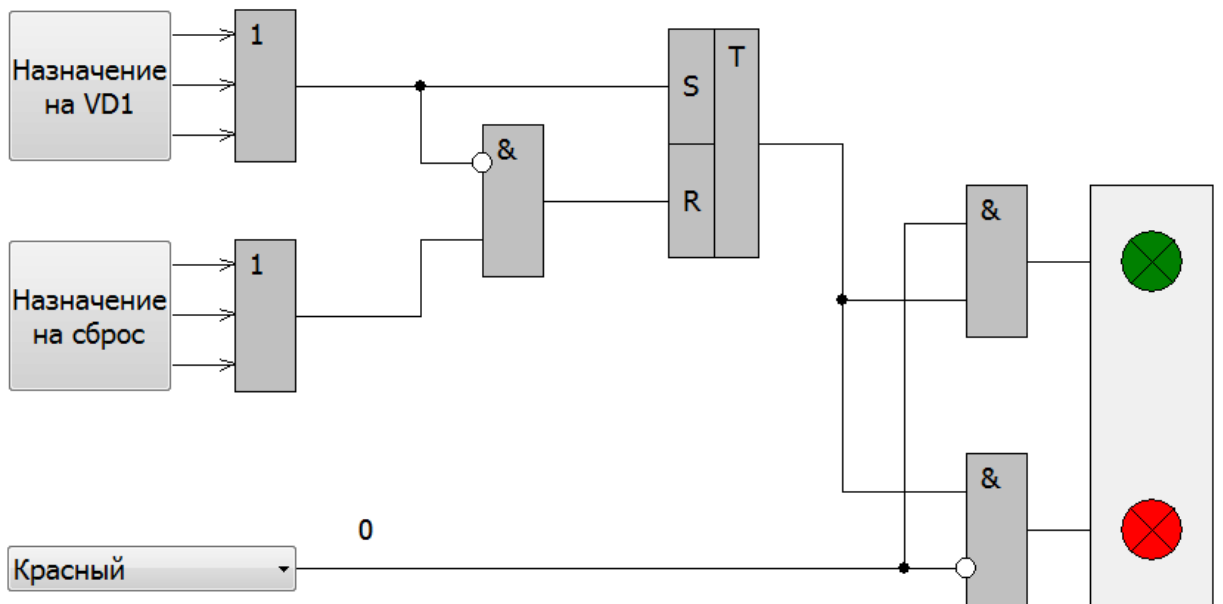 Назначение
на VD1
1
S
T
&
R
Назначение
на сброс
1
&
&
0
Красный